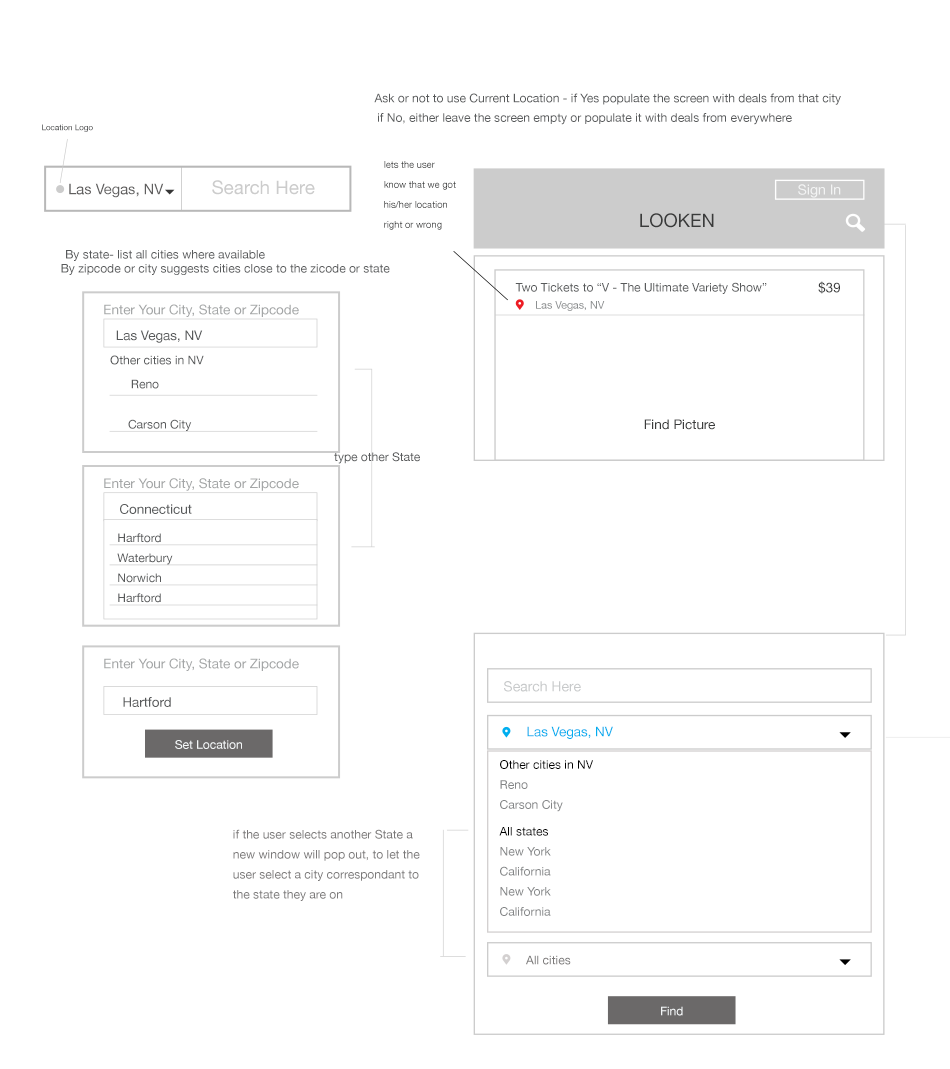 Ask or not to use Current Location - if Yes populate the screen with deals from that city
if No, either leave the screen empty or populate it with deals from everywhere
Location Logo
Las Vegas, NV
Search Here
By state- list all cities where available
By zipcode or city suggests cities close to the zicode or state
Enter Your City, State or Zipcode
Las Vegas, NV
Other cities in NV
Reno
Carson City
type other State
Enter Your City, State or Zipcode
Connecticut
Harftord
Waterbury
Norwich
Harftord
Enter Your City, State or Zipcode
Hartford
Set Location
lets the user
know that we got
his/her location
right or wrong
Sign In
LOOKEN
Two Tickets to “V - The Ultimate Variety Show”
$39
Las Vegas, NV
Find Picture
Search Here
Las Vegas, NV
Other cities in NV
Reno
Carson City
All states
New York
California
New York
California
All cities
Find
if the user selects another State a
new window will pop out, to let the
user select a city correspondant to
the state they are on